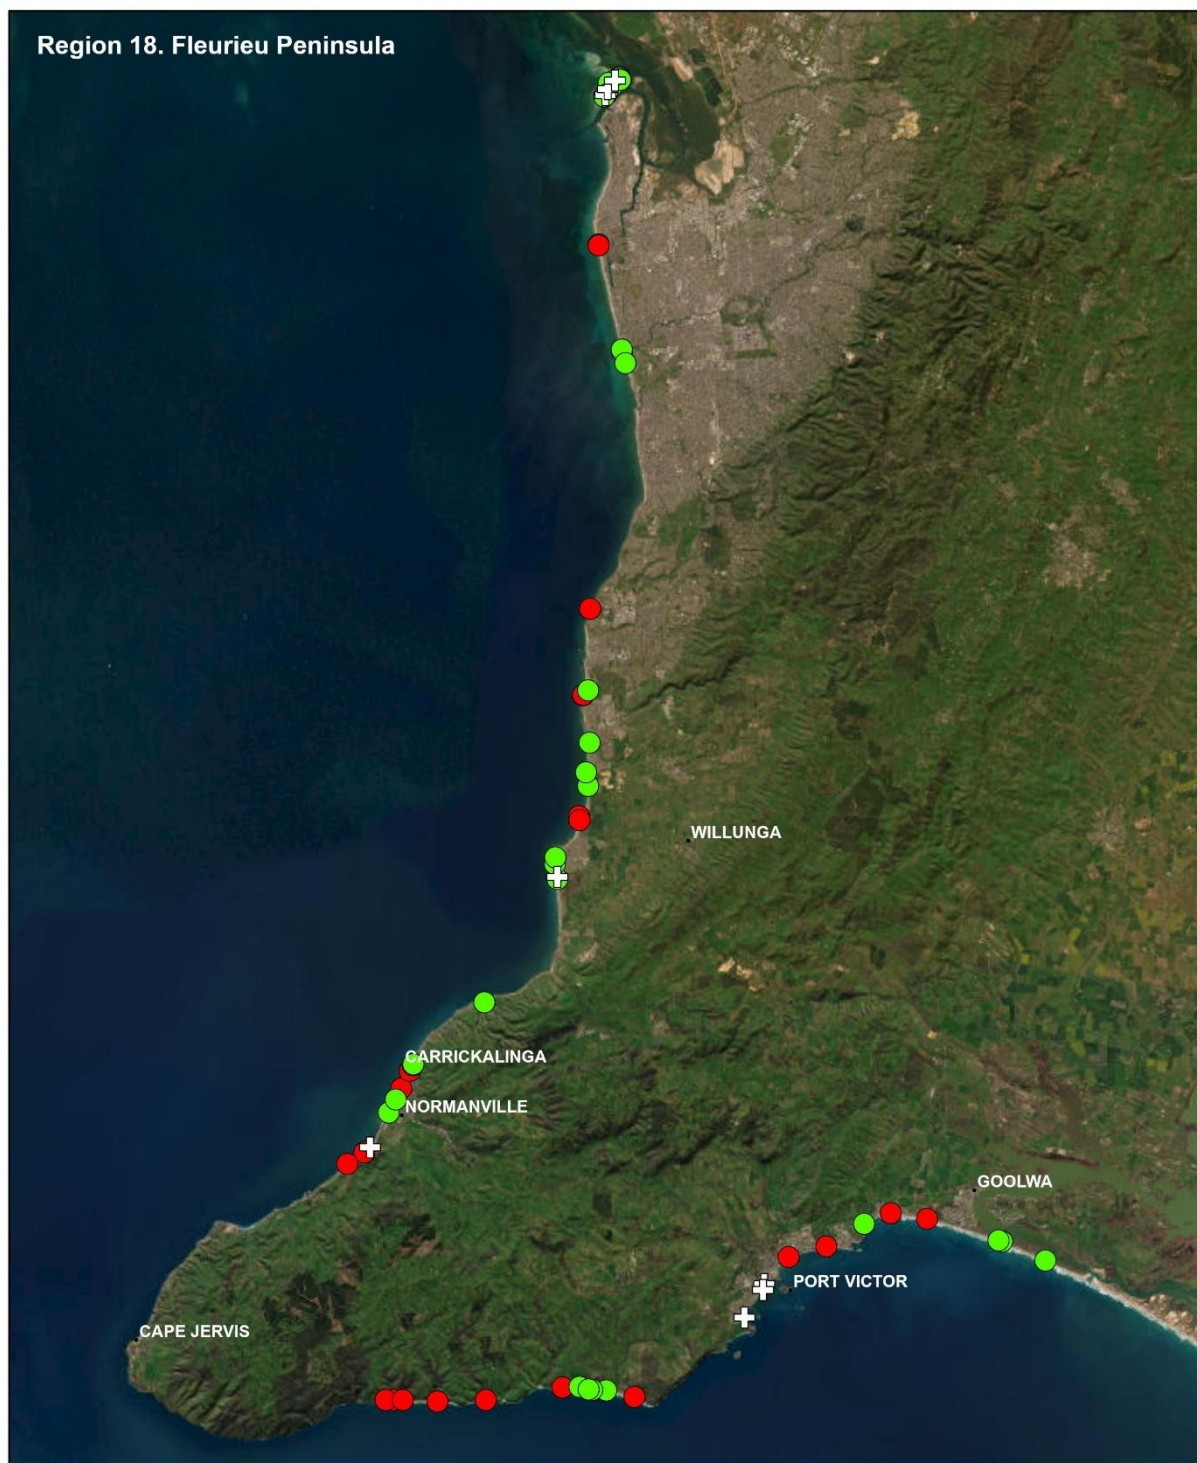 Region 18. Fleurieu Peninsula
WILLUNGA
CARRICKALINGA
NORMANVILLE
GOOLWA
PORT VICTOR
CAPE JERVIS